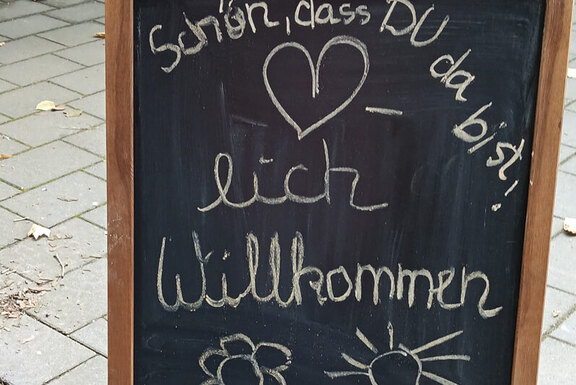 Schön, dass DU da bist!
-
lich
Willkommen